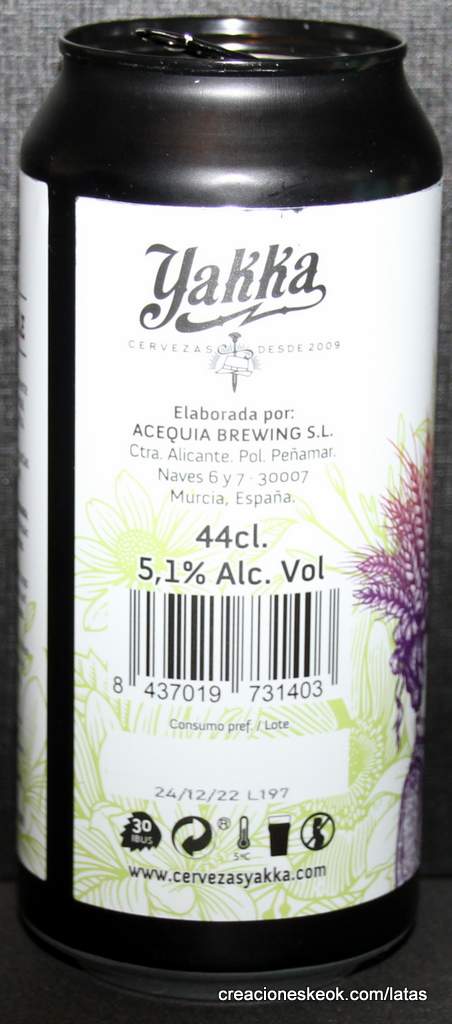 Yakka
CERVEZAS DESDE 2009
Elaborada por:
ACEQUIA BREWING S.L.
Ctra. Alicante. Pol. Peñamar.
Naves 6 y 7 · 30007
Murcia, España.
44cl.
5,1% Alc. Vol
8 437019 731403
Consumo pref. / Lote
24/12/22 L197
30
IBUS
®
5ºC
www.cervezasyakka.com
creacioneskeok.com/latas